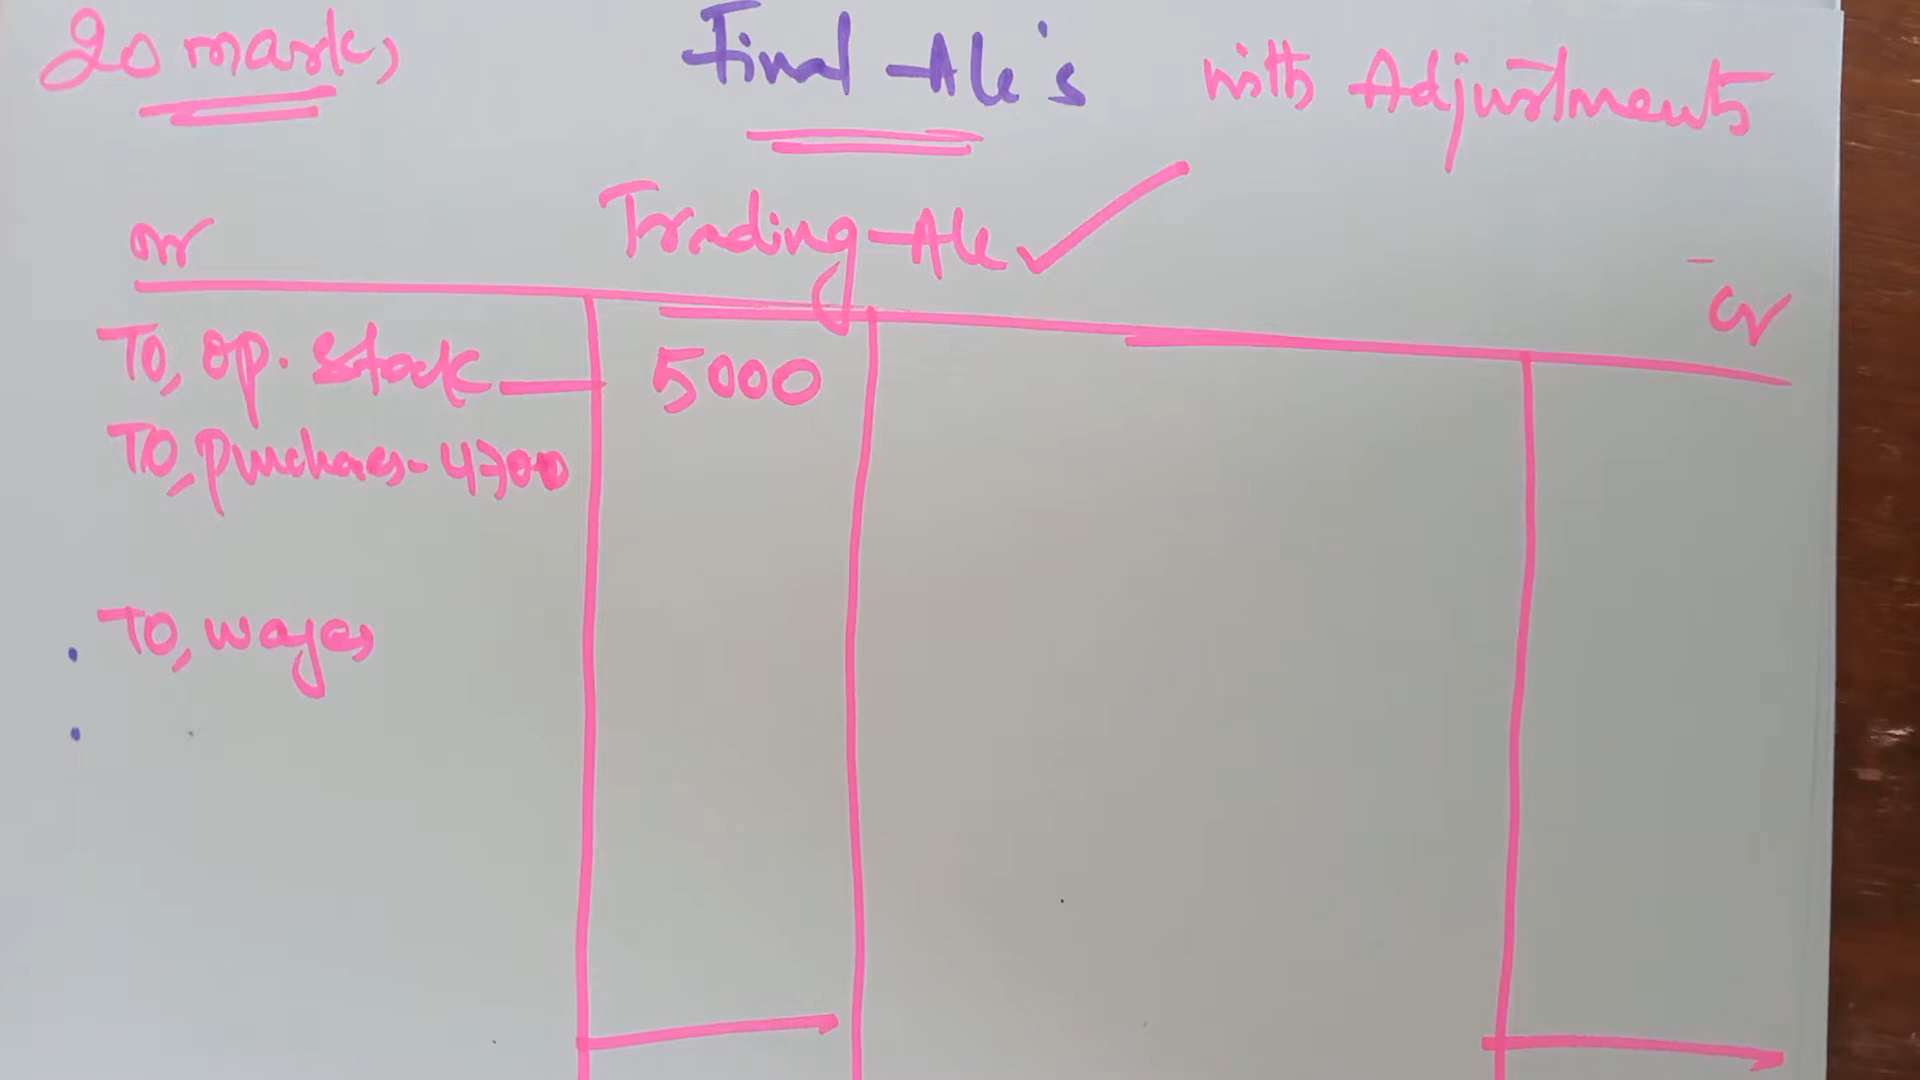 20 marks Final A/c's with Adjustments
Trading A/c
Dr Cr
To, op. Stock 5000
To, purchases - 4700
To, wages